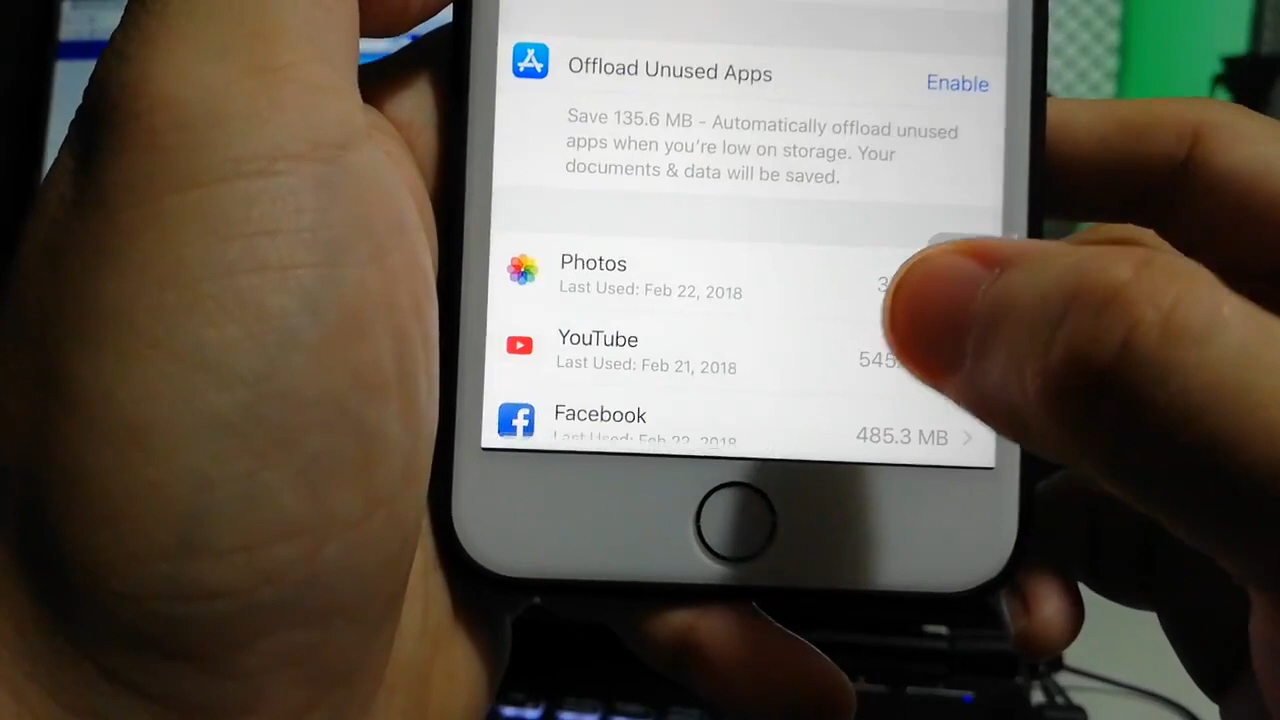 Offload Unused Apps
Enable
Save 135.6 MB - Automatically offload unused
apps when you're low on storage. Your
documents & data will be saved.
Photos
Last Used: Feb 22, 2018
YouTube
Last Used: Feb 21, 2018
Facebook
485.3 MB
Last Used: Feb 22, 2018